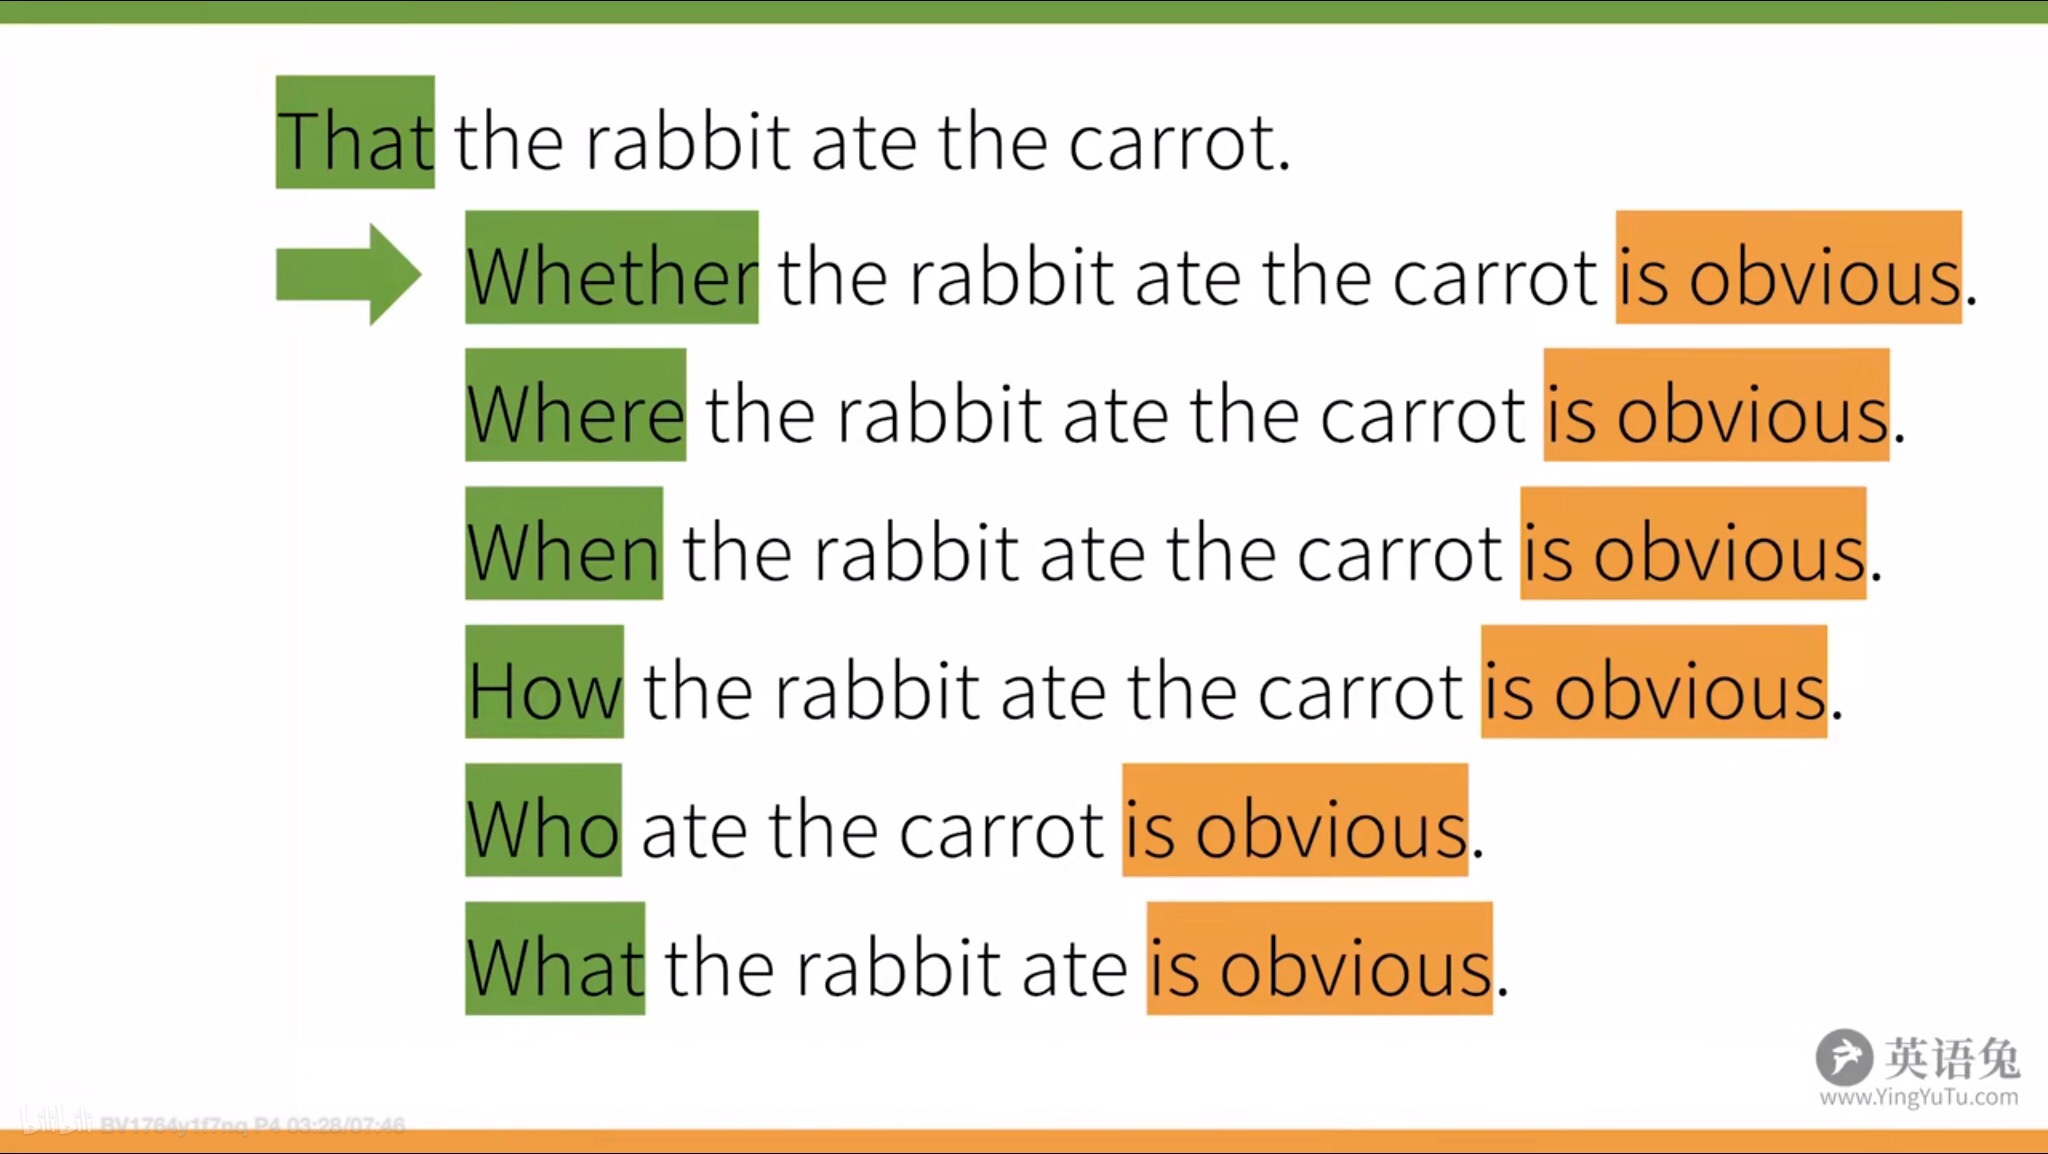 That the rabbit ate the carrot.
Whether the rabbit ate the carrot is obvious.
Where the rabbit ate the carrot is obvious.
When the rabbit ate the carrot is obvious.
How the rabbit ate the carrot is obvious.
Who ate the carrot is obvious.
What the rabbit ate is obvious.
英语兔
www.YingYuTu.com
bilibili BV1764y1f7nq P4 03:28/07:46